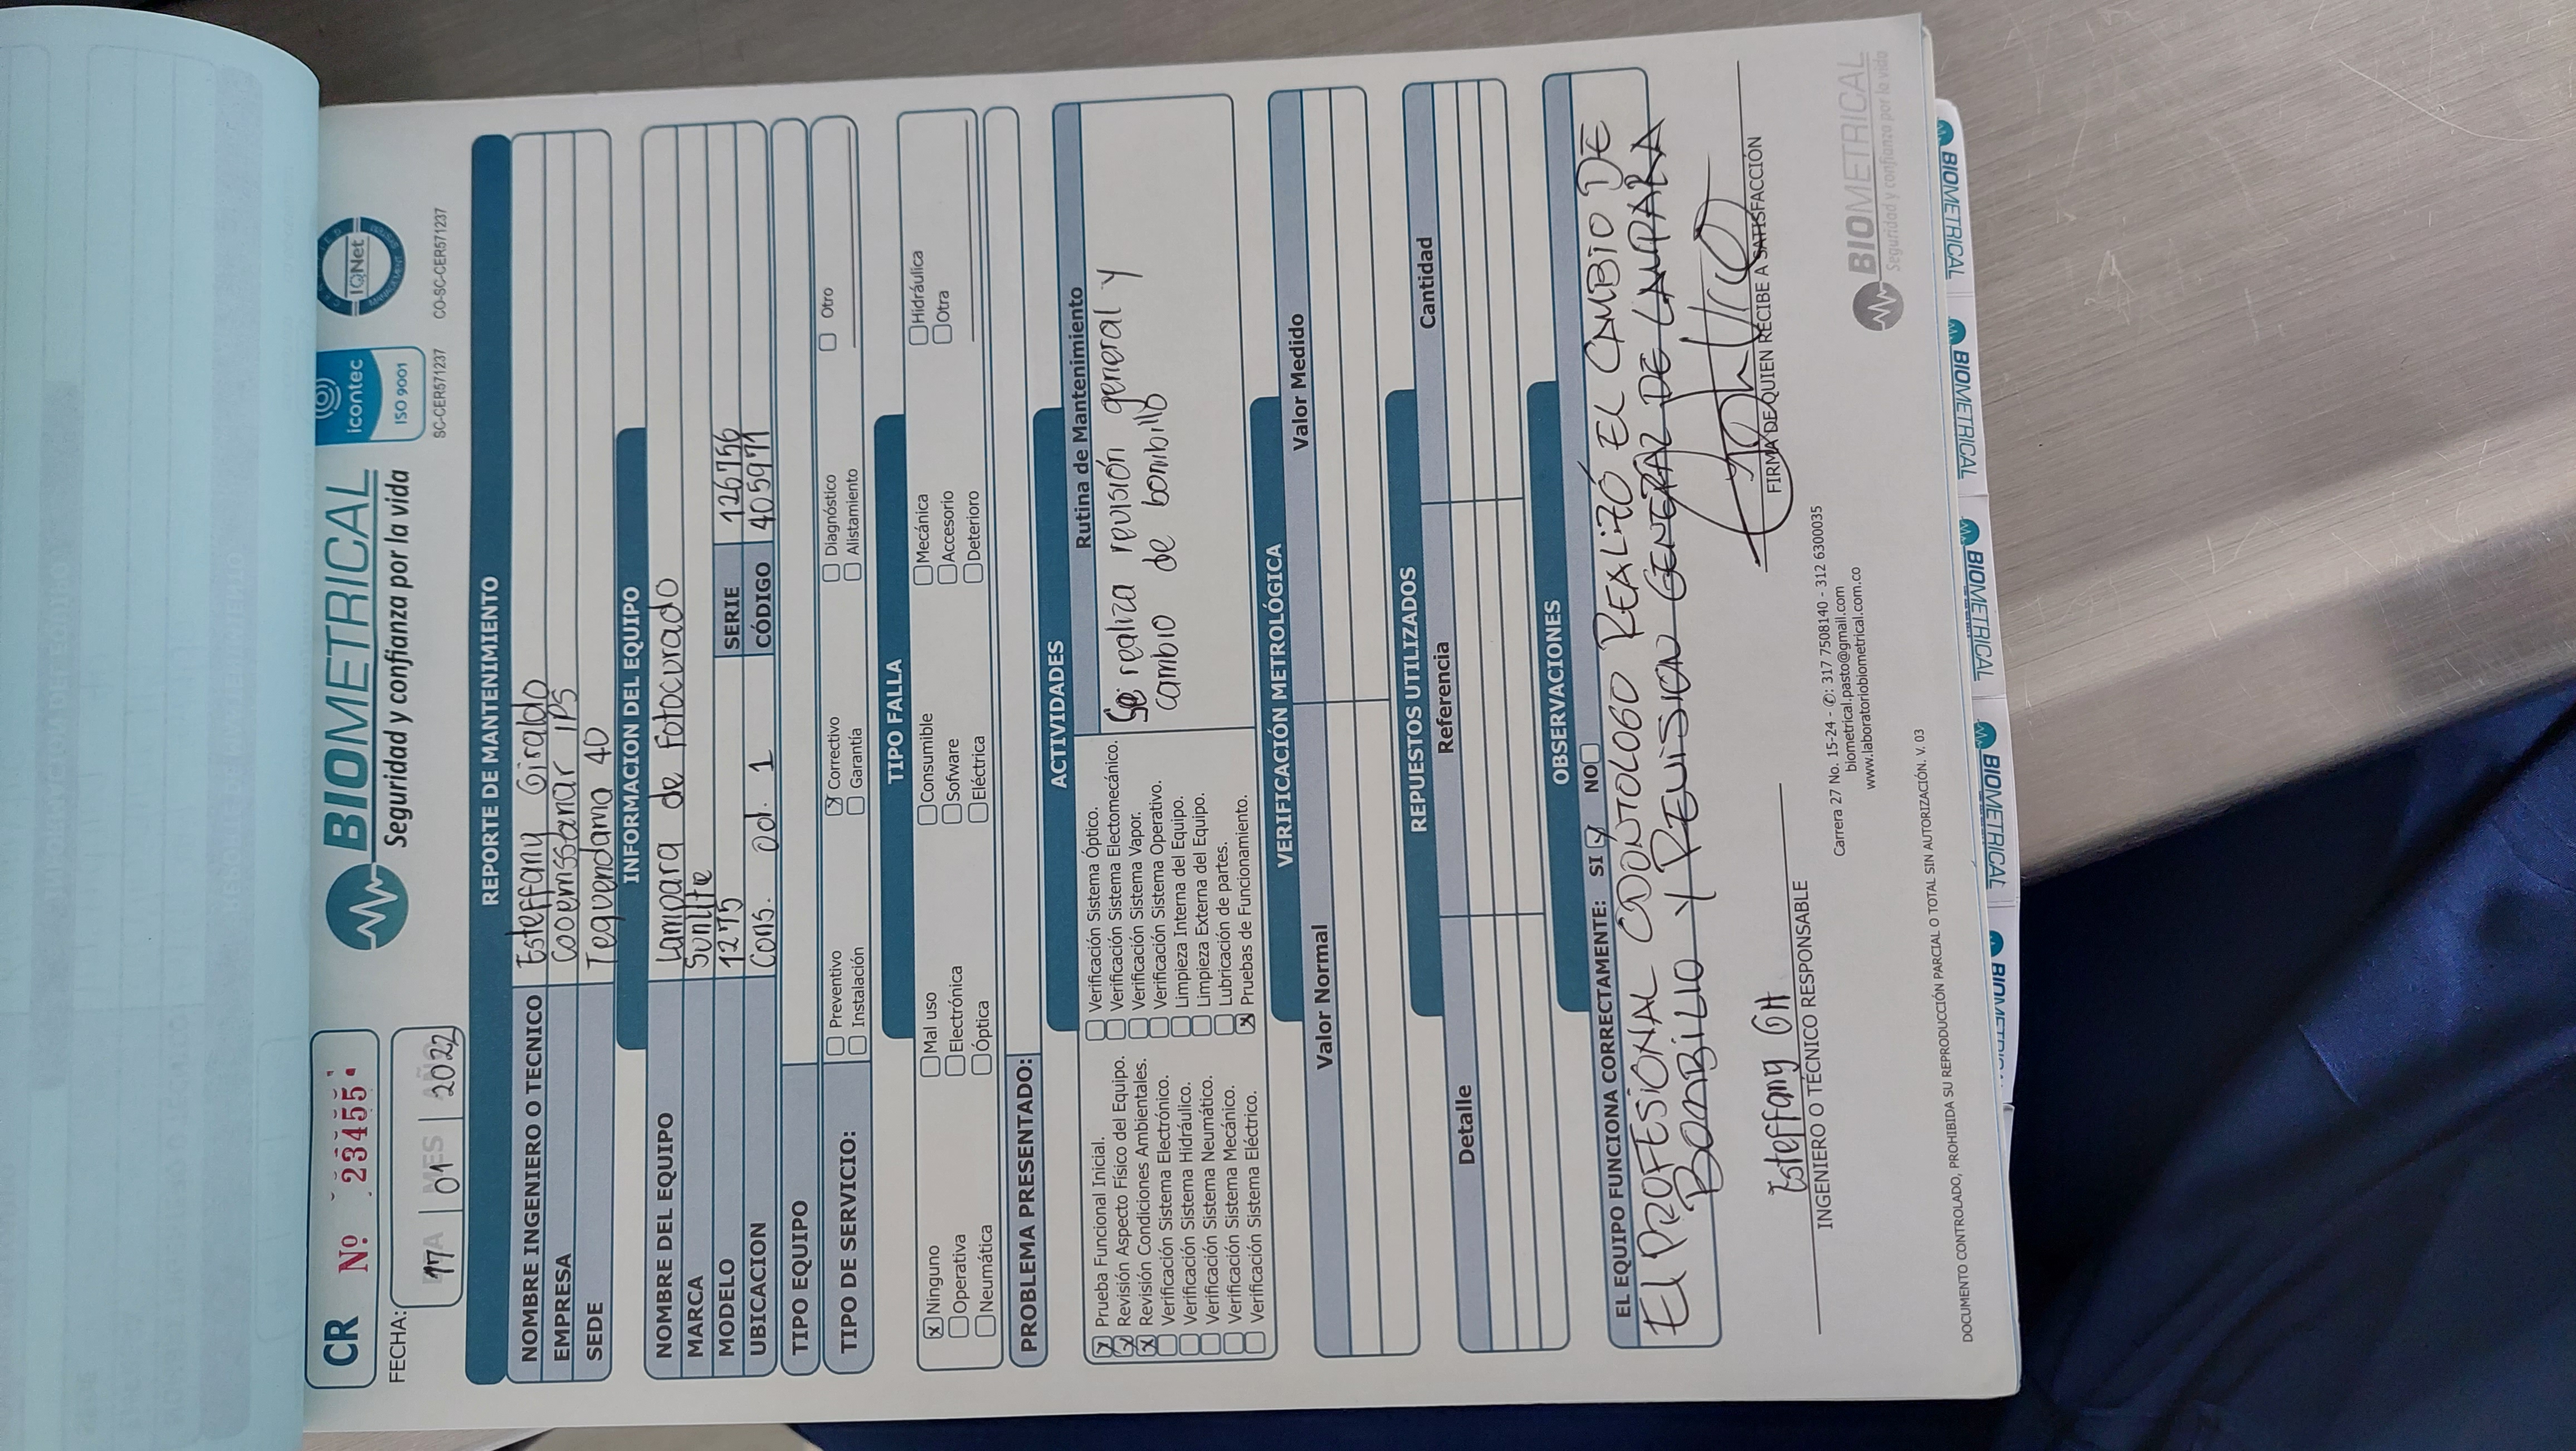 CR Nº 23455
BIOMETRICAL
Seguridad y confianza por la vida
icontec
ISO 9001
SC-CER571237
IQNet
CO-SC-CER571237
FECHA: 17 01 2022
REPORTE DE MANTENIMIENTO
NOMBRE INGENIERO O TECNICO Esteffany Giraldo
EMPRESA Cooemssanar IPS
SEDE Tequendama 40
INFORMACION DEL EQUIPO
NOMBRE DEL EQUIPO Lampara de Fotocurado
MARCA Sunlite
MODELO 1275 SERIE 126756
UBICACION Cons. Od. 1 CÓDIGO 405971
TIPO EQUIPO
TIPO DE SERVICIO:
Preventivo Correctivo Diagnóstico Otro
Instalación Garantía Alistamiento
TIPO FALLA
Ninguno Mal uso Consumible Mecánica Hidráulica
Operativa Electrónica Sofware Accesorio Otra
Neumática Óptica Eléctrica Deterioro
PROBLEMA PRESENTADO:
ACTIVIDADES
Prueba Funcional Inicial.
Revisión Aspecto Físico del Equipo.
Revisión Condiciones Ambientales.
Verificación Sistema Electrónico.
Verificación Sistema Hidráulico.
Verificación Sistema Neumático.
Verificación Sistema Mecánico.
Verificación Sistema Eléctrico.
Verificación Sistema Óptico.
Verificación Sistema Electomecánico.
Verificación Sistema Vapor.
Verificación Sistema Operativo.
Limpieza Interna del Equipo.
Limpieza Externa del Equipo.
Lubricación de partes.
Pruebas de Funcionamiento.
Rutina de Mantenimiento
Se realiza revisión general y
cambio de bombillo
VERIFICACIÓN METROLÓGICA
Valor Normal Valor Medido
REPUESTOS UTILIZADOS
Detalle Referencia Cantidad
OBSERVACIONES
EL EQUIPO FUNCIONA CORRECTAMENTE: SI NO
El PROFESIONAL ODONTOLOGO REALIZÓ EL CAMBIO DE
BOMBILLO Y REVISION GENERAL DE LAMPARA
Esteffany GH
INGENIERO O TÉCNICO RESPONSABLE
FIRMA DE QUIEN RECIBE A SATISFACCIÓN
Carrera 27 No. 15-24 - ✆: 317 7508140 - 312 6300035
biometrical.pasto@gmail.com
www.laboratoriobiometrical.com.co
BIOMETRICAL
Seguridad y confianza por la vida
DOCUMENTO CONTROLADO, PROHIBIDA SU REPRODUCCIÓN PARCIAL O TOTAL SIN AUTORIZACIÓN. V. 03
BIOMETRICAL BIOMETRICAL BIOMETRICAL BIOMETRICAL BIOMETRICAL